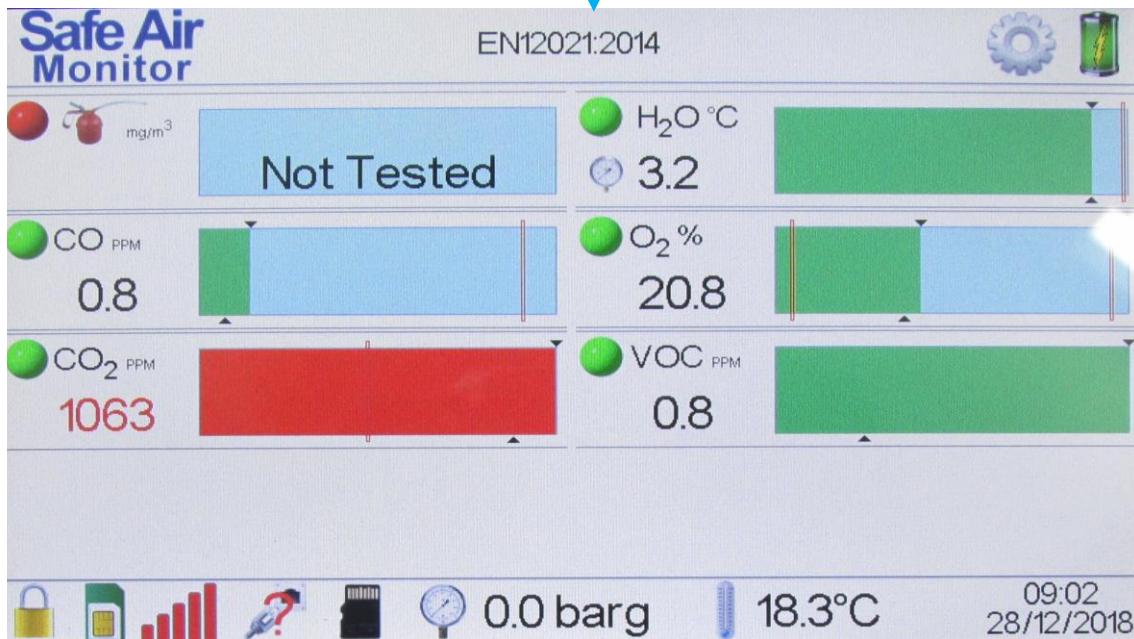 Safe Air
Monitor
EN12021:2014
mg/m³
Not Tested
H₂O °C
3.2
CO PPM
0.8
O₂ %
20.8
CO₂ PPM
1063
VOC PPM
0.8
0.0 barg
18.3°C
09:02
28/12/2018